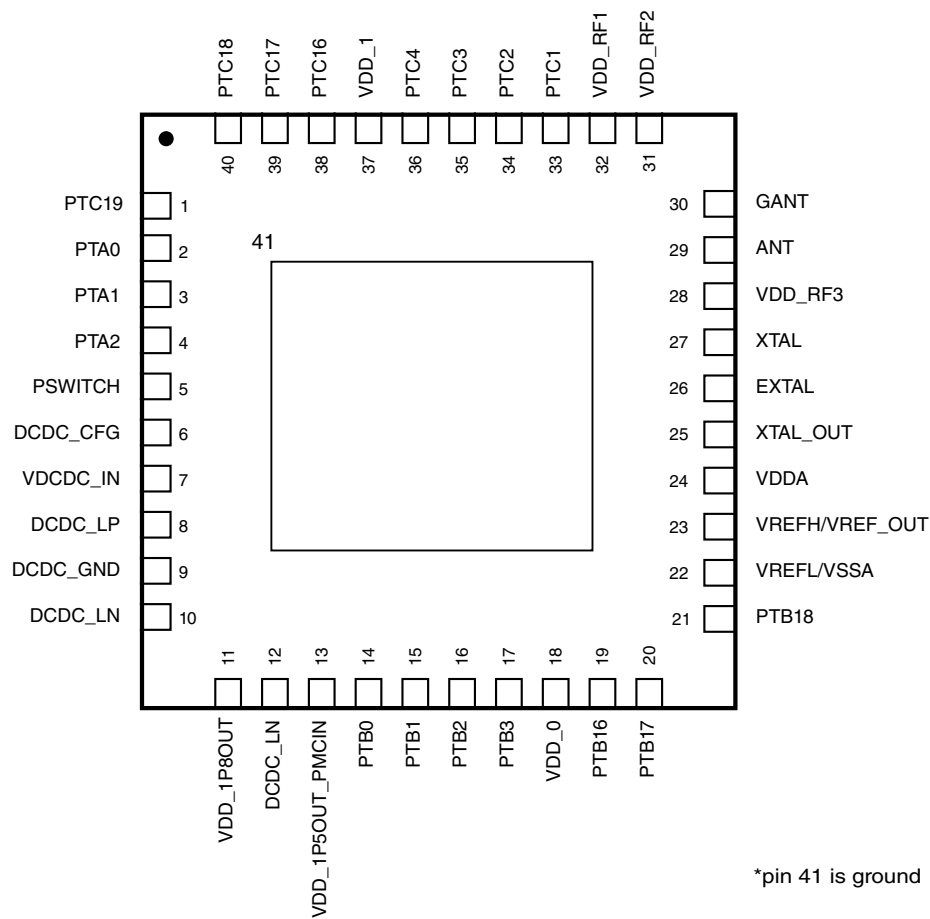 PTC18
PTC17
PTC16
VDD_1
PTC4
PTC3
PTC2
PTC1
VDD_RF1
VDD_RF2
40
39
38
37
36
35
34
33
32
31
PTC19 1
PTA0 2
PTA1 3
PTA2 4
PSWITCH 5
DCDC_CFG 6
VDCDC_IN 7
DCDC_LP 8
DCDC_GND 9
DCDC_LN 10
41
30 GANT
29 ANT
28 VDD_RF3
27 XTAL
26 EXTAL
25 XTAL_OUT
24 VDDA
23 VREFH/VREF_OUT
22 VREFL/VSSA
21 PTB18
11
12
13
14
15
16
17
18
19
20
VDD_1P8OUT
DCDC_LN
VDD_1P5OUT_PMCIN
PTB0
PTB1
PTB2
PTB3
VDD_0
PTB16
PTB17
*pin 41 is ground